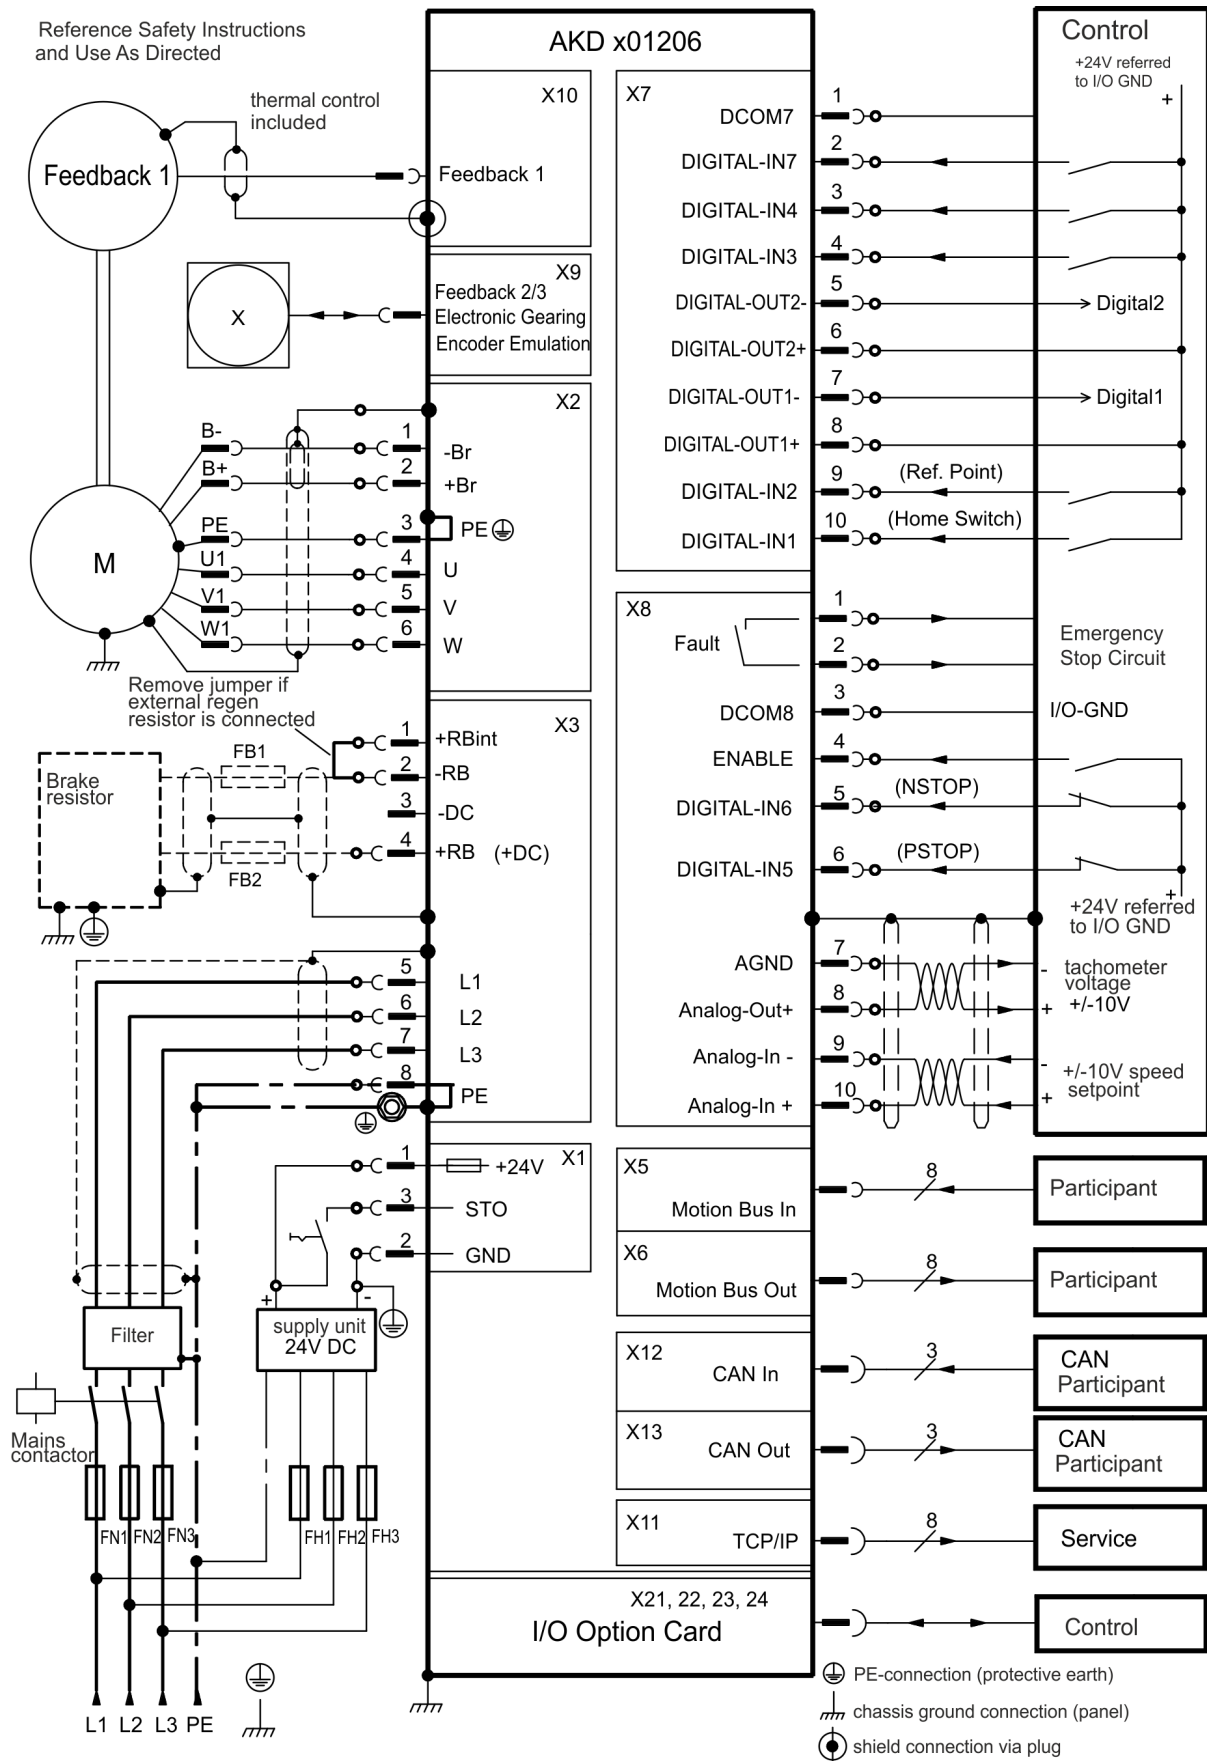 Reference Safety Instructions
and Use As Directed
AKD x01206
Control
+24V referred
to I/O GND
+
thermal control
included
Feedback 1
X10
Feedback 1
X9
Feedback 2/3
Electronic Gearing
Encoder Emulation
X
X2
B-
1
-Br
B+
2
+Br
PE
3
PE
U1
4
U
V1
5
V
W1
6
W
M
Remove jumper if
external regen
resistor is connected
X3
1
+RBint
FB1
2
-RB
Brake
resistor
3
-DC
4
+RB (+DC)
FB2
5
L1
6
L2
7
L3
8
PE
X1
1
+24V
3
STO
2
GND
+
-
supply unit
24V DC
Filter
Mains
contactor
FN1
FN2
FN3
FH1
FH2
FH3
L1 L2 L3 PE
X7
DCOM7
1
DIGITAL-IN7
2
DIGITAL-IN4
3
DIGITAL-IN3
4
DIGITAL-OUT2-
5
Digital2
DIGITAL-OUT2+
6
DIGITAL-OUT1-
7
Digital1
DIGITAL-OUT1+
8
DIGITAL-IN2
9
(Ref. Point)
DIGITAL-IN1
10
(Home Switch)
X8
Fault
1
2
Emergency
Stop Circuit
DCOM8
3
I/O-GND
ENABLE
4
DIGITAL-IN6
5
(NSTOP)
DIGITAL-IN5
6
(PSTOP)
+
+24V referred
to I/O GND
AGND
7
-
tachometer
voltage
+/-10V
Analog-Out+
8
+
Analog-In -
9
-
+/-10V speed
setpoint
Analog-In +
10
+
X5
Motion Bus In
8
Participant
X6
Motion Bus Out
8
Participant
X12
CAN In
3
CAN
Participant
X13
CAN Out
3
CAN
Participant
X11
TCP/IP
8
Service
X21, 22, 23, 24
I/O Option Card
Control
PE-connection (protective earth)
chassis ground connection (panel)
shield connection via plug